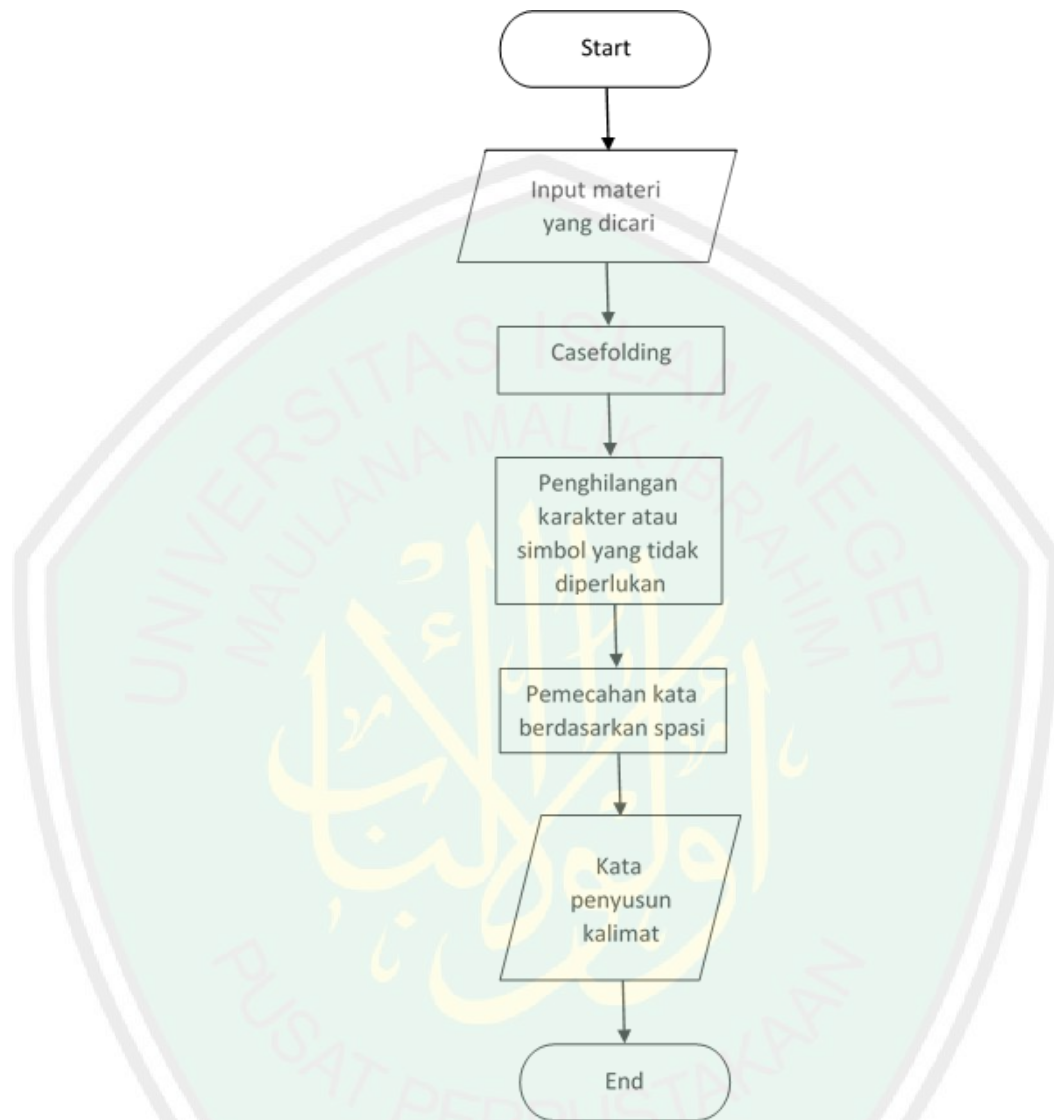 Start
Input materi
yang dicari
Casefolding
Penghilangan
karakter atau
simbol yang tidak
diperlukan
Pemecahan kata
berdasarkan spasi
Kata
penyusun
kalimat
End
UNIVERSITAS ISLAM NEGERI
MAULANA MALIK IBRAHIM
PUSAT PERPUSTAKAAN